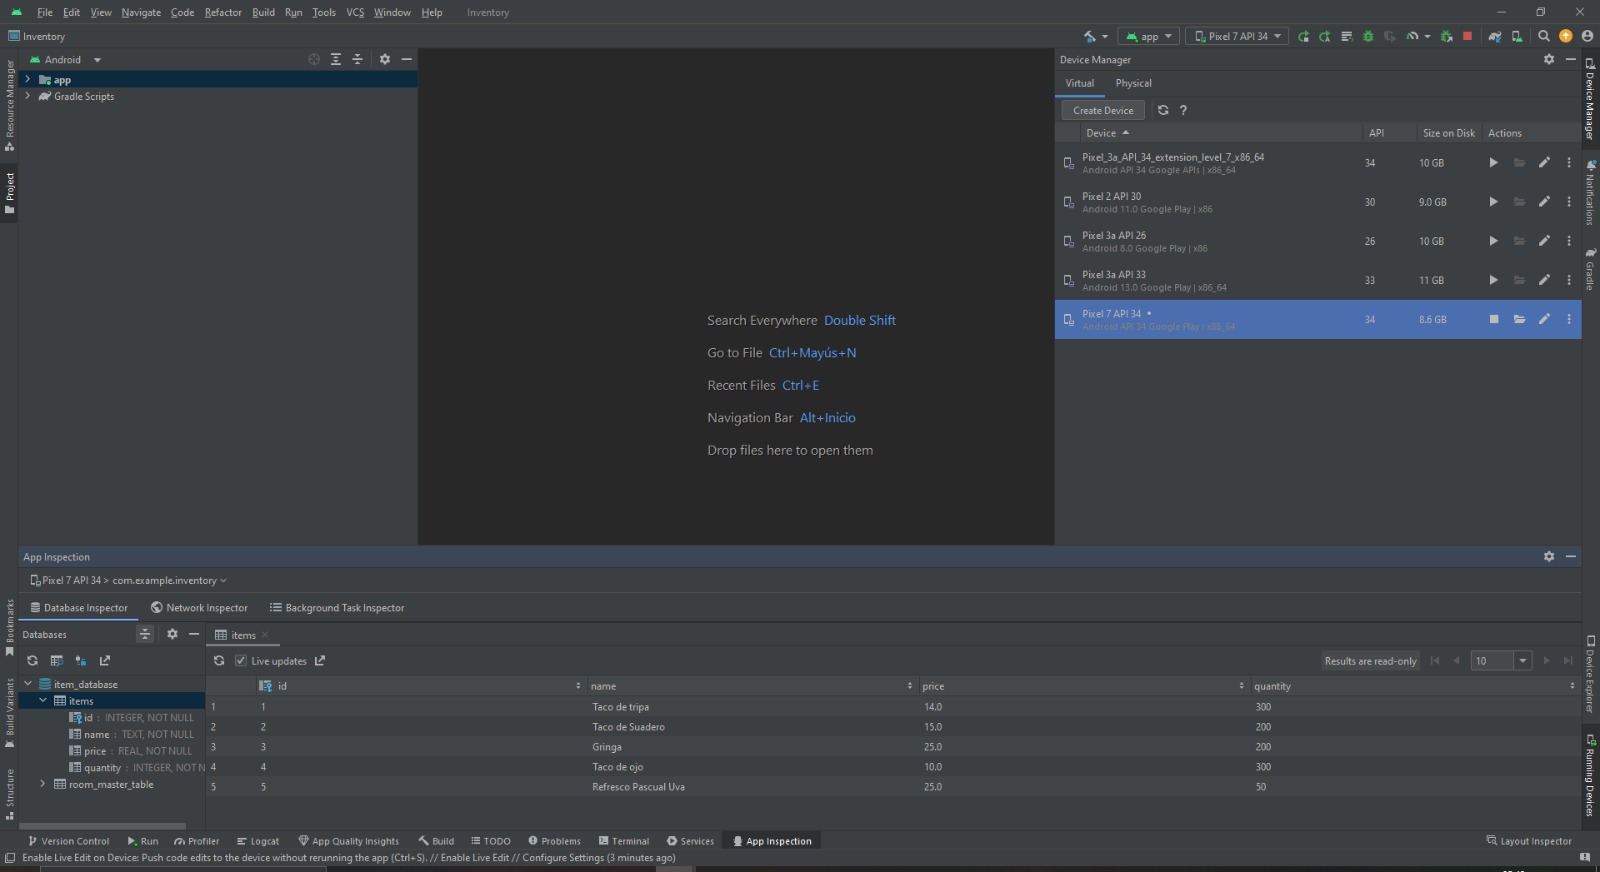 File Edit View Navigate Code Refactor Build Run Tools VCS Window Help Inventory
Inventory app Pixel 7 API 34
Resource Manager
Project
Bookmarks
Build Variants
Structure
Android
app
Gradle Scripts
Search Everywhere Double Shift
Go to File Ctrl+Mayús+N
Recent Files Ctrl+E
Navigation Bar Alt+Inicio
Drop files here to open them
Device Manager
Virtual Physical
Create Device ?
Device API Size on Disk Actions
Pixel_3a_API_34_extension_level_7_x86_64 34 10 GB
Android API 34 Google APIs | x86_64
Pixel 2 API 30 30 9.0 GB
Android 11.0 Google Play | x86
Pixel 3a API 26 26 10 GB
Android 8.0 Google Play | x86
Pixel 3a API 33 33 11 GB
Android 13.0 Google Play | x86_64
Pixel 7 API 34 34 8.6 GB
Android API 34 Google Play | x86_64
Device Manager
Notifications
Gradle
Device Explorer
Running Devices
App Inspection
Pixel 7 API 34 > com.example.inventory
Database Inspector Network Inspector Background Task Inspector
Databases
items
Live updates Results are read-only 10
item_database
items
id : INTEGER, NOT NULL
name : TEXT, NOT NULL
price : REAL, NOT NULL
quantity : INTEGER, NOT N
room_master_table
id name price quantity
1 1 Taco de tripa 14.0 300
2 2 Taco de Suadero 15.0 200
3 3 Gringa 25.0 200
4 4 Taco de ojo 10.0 300
5 5 Refresco Pascual Uva 25.0 50
Version Control Run Profiler Logcat App Quality Insights Build TODO Problems Terminal Services App Inspection Layout Inspector
Enable Live Edit on Device: Push code edits to the device without rerunning the app (Ctrl+S). // Enable Live Edit // Configure Settings (3 minutes ago)